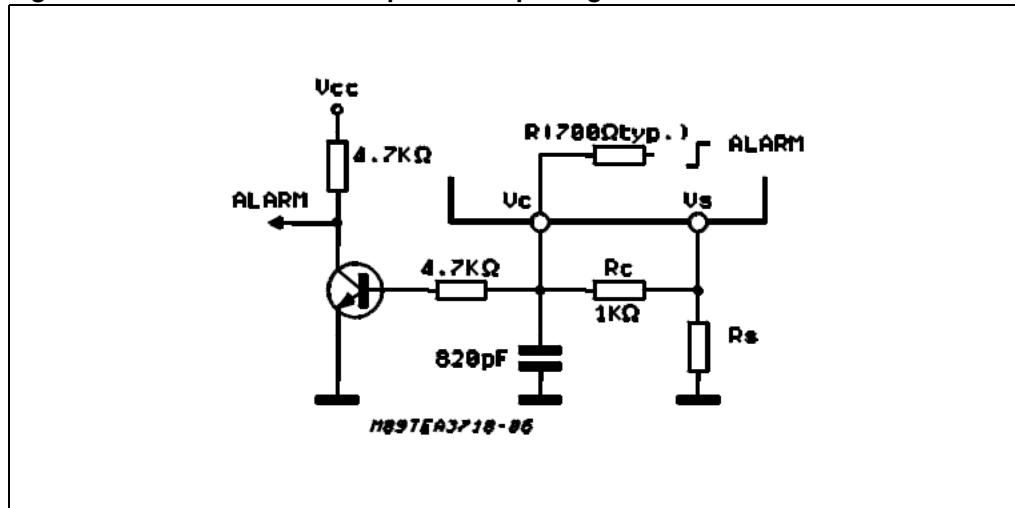 Vcc
R(700Ωtyp.)
ALARM
4.7KΩ
ALARM
Vc
Vs
4.7KΩ
Rc
1KΩ
Rs
820pF
M89TEA3718-06